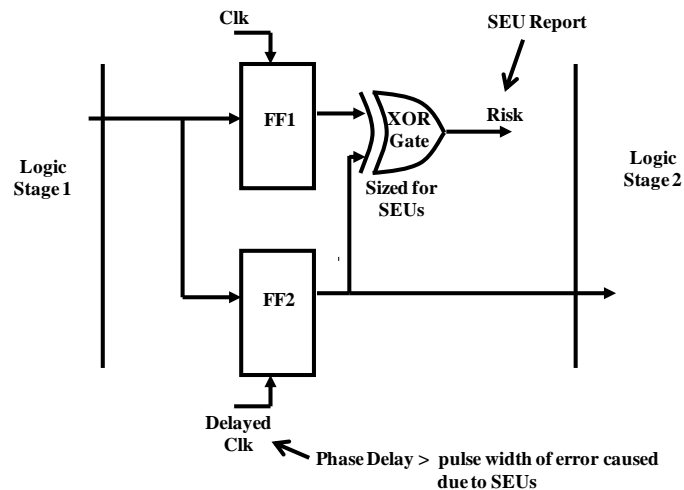 Clk
SEU Report
FF1
XOR
Gate
Risk
Logic
Stage 1
Sized for
SEUs
Logic
Stage 2
FF2
Delayed
Clk
Phase Delay > pulse width of error caused
due to SEUs